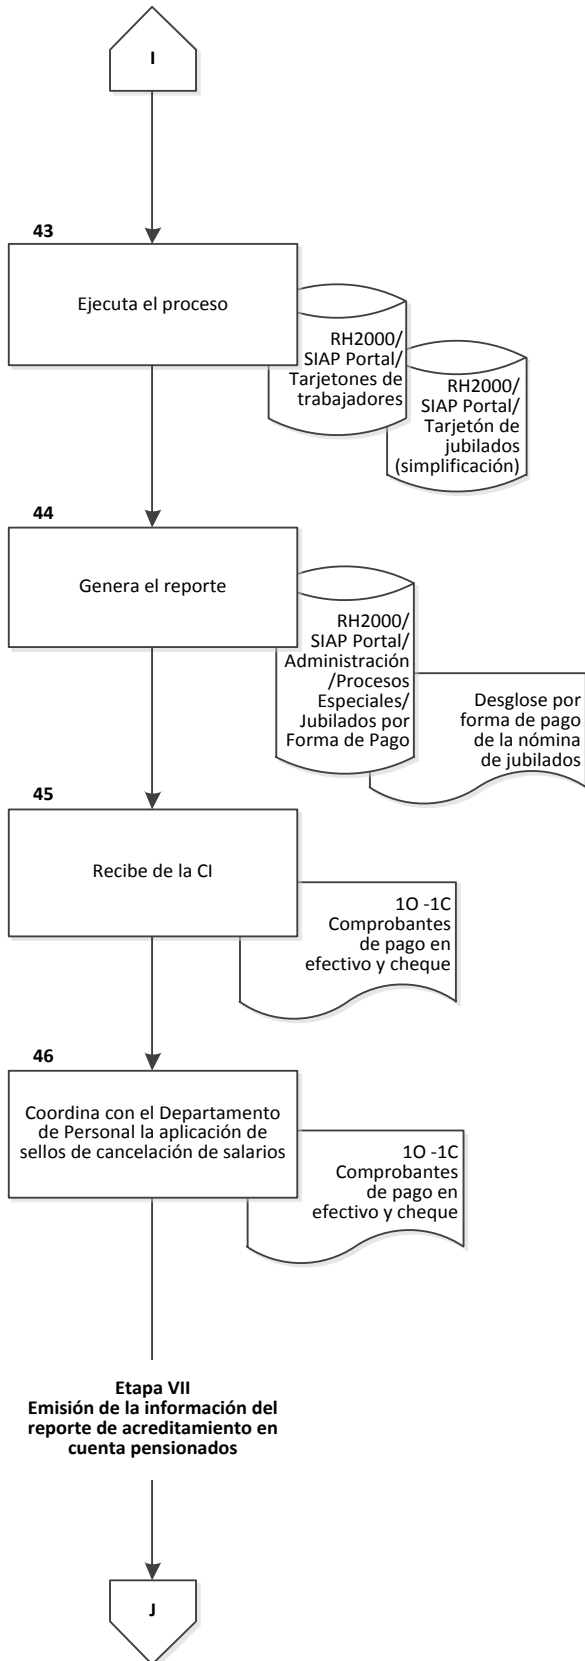 I
43
Ejecuta el proceso
RH2000/
SIAP Portal/
Tarjetones de
trabajadores
RH2000/
SIAP Portal/
Tarjetón de
jubilados
(simplificación)
44
Genera el reporte
RH2000/
SIAP Portal/
Administración
/Procesos
Especiales/
Jubilados por
Forma de Pago
Desglose por
forma de pago
de la nómina
de jubilados
45
Recibe de la CI
1O -1C
Comprobantes
de pago en
efectivo y cheque
46
Coordina con el Departamento
de Personal la aplicación de
sellos de cancelación de salarios
1O -1C
Comprobantes
de pago en
efectivo y cheque
Etapa VII
Emisión de la información del
reporte de acreditamiento en
cuenta pensionados
J